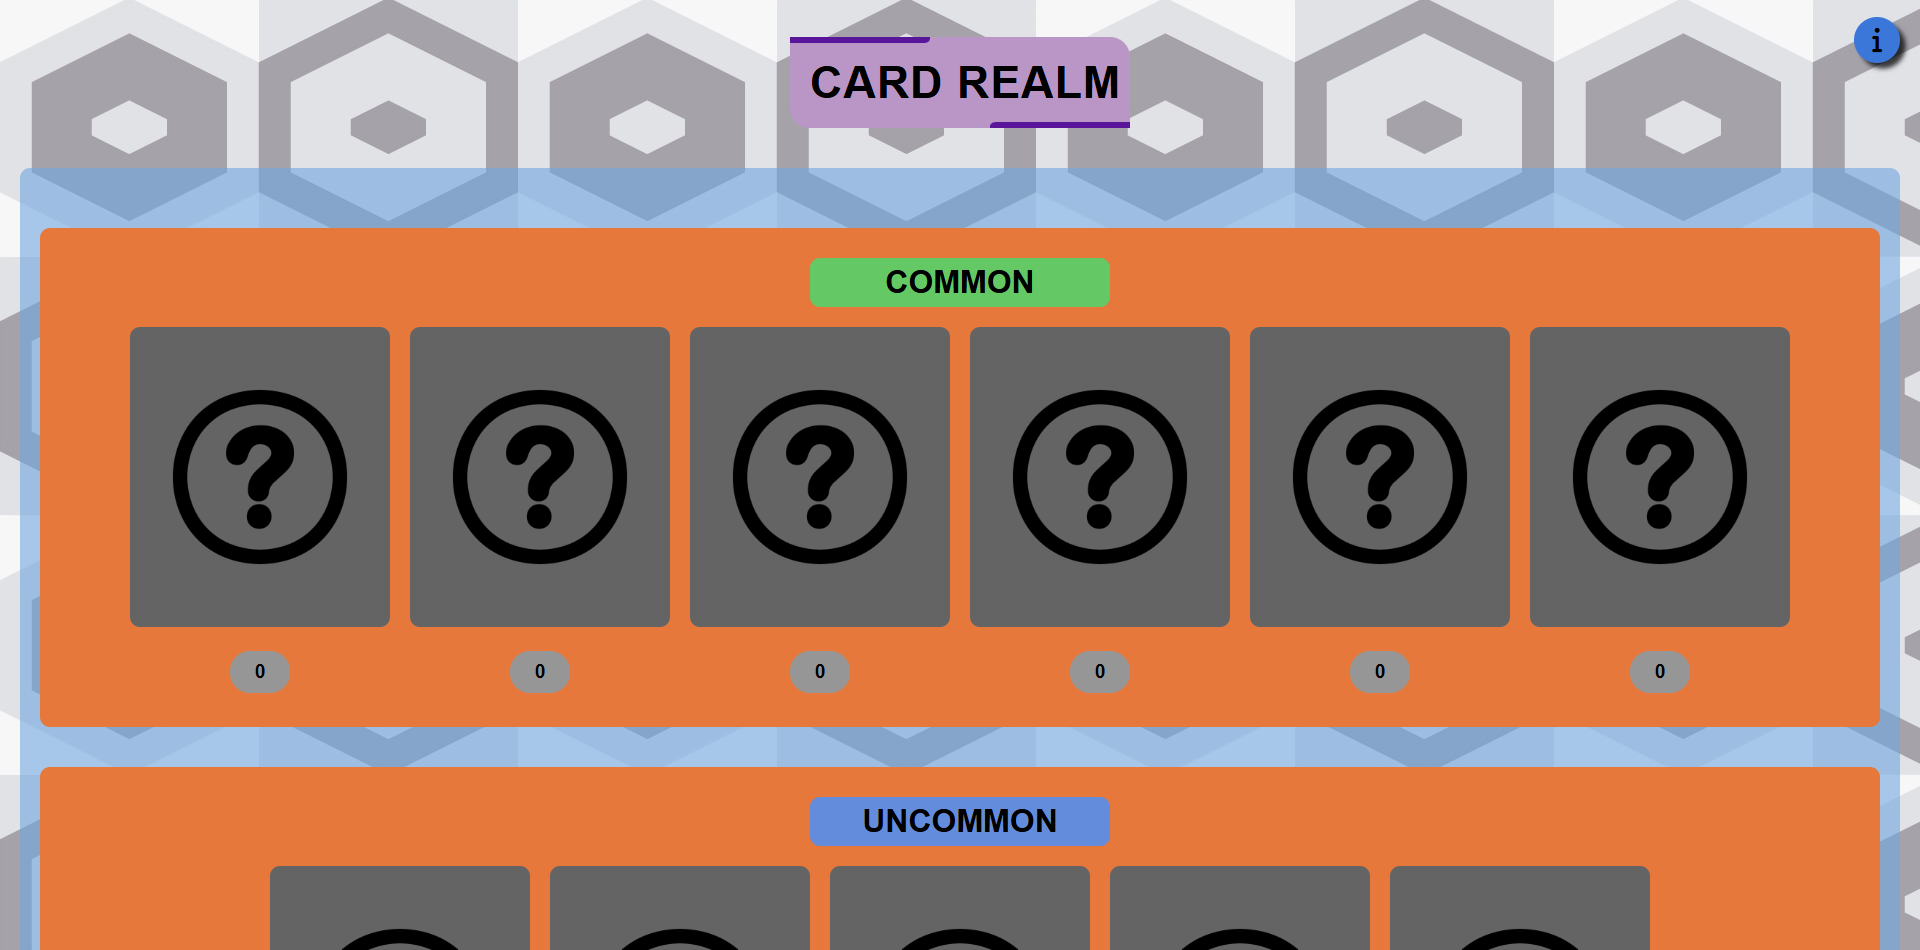 CARD REALM
i
COMMON
? ? ? ? ? ?
0 0 0 0 0 0
UNCOMMON